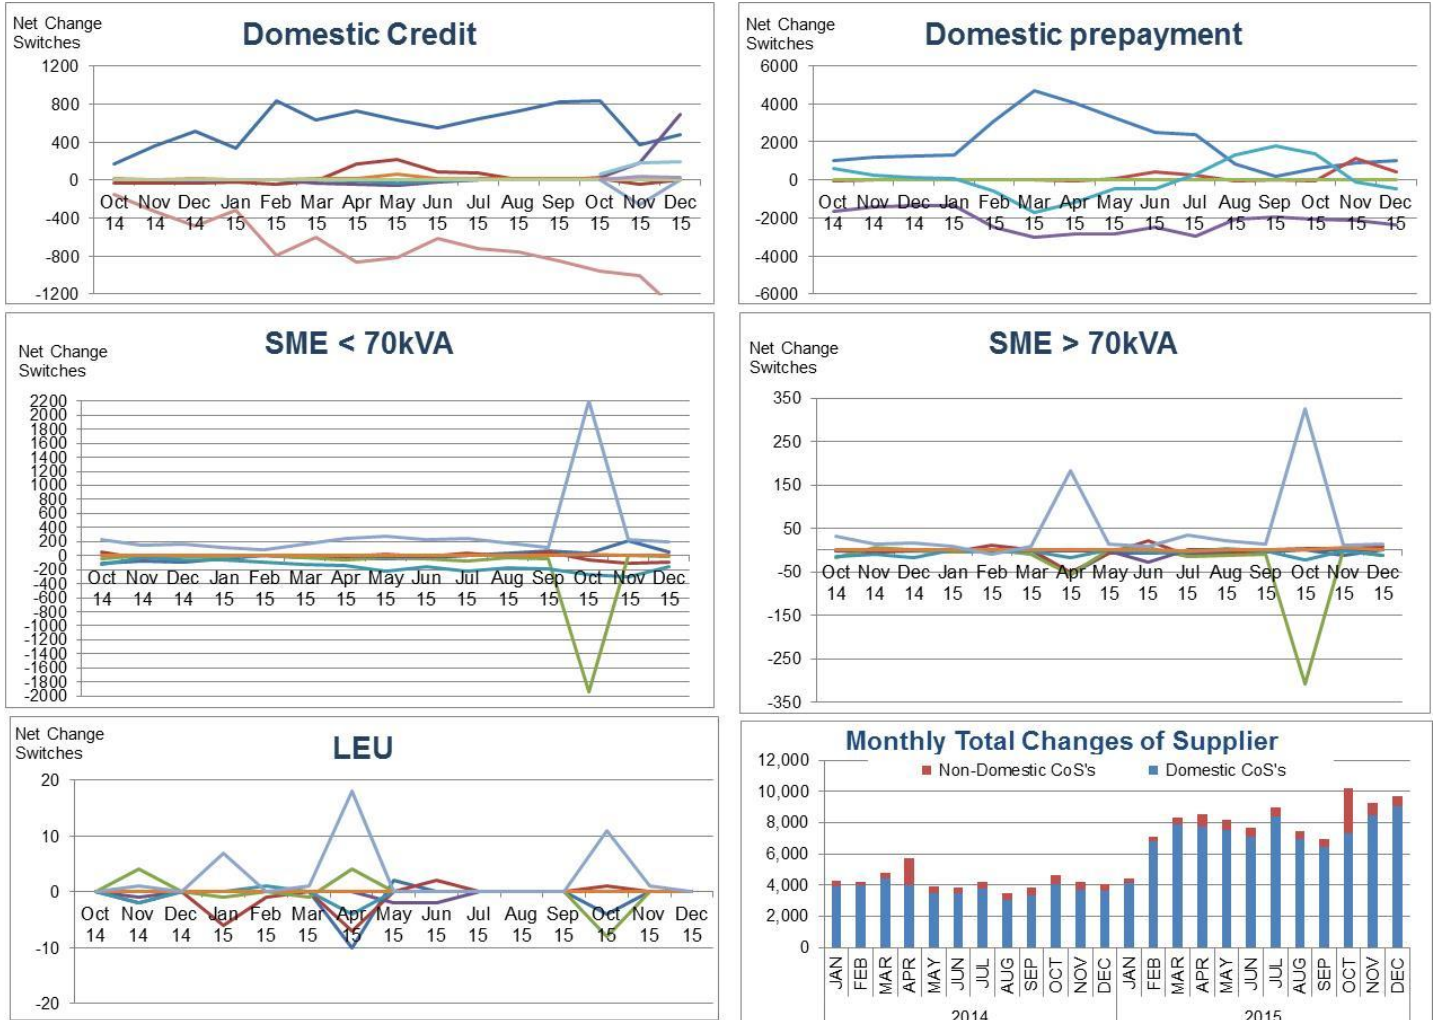 Net Change
Switches
Domestic Credit
1200
800
400
0
-400
-800
-1200
Oct Nov Dec Jan Feb Mar Apr May Jun Jul Aug Sep Oct Nov Dec
14 14 14 15 15 15 15 15 15 15 15 15 15 15 15
Net Change
Switches
Domestic prepayment
6000
4000
2000
0
-2000
-4000
-6000
Oct Nov Dec Jan Feb Mar Apr May Jun Jul Aug Sep Oct Nov Dec
14 14 14 15 15 15 15 15 15 15 15 15 15 15 15
Net Change
Switches
SME < 70kVA
2200
2000
1800
1600
1400
1200
1000
800
600
400
200
0
-200
-400
-600
-800
-1000
-1200
-1400
-1600
-1800
-2000
Oct Nov Dec Jan Feb Mar Apr May Jun Jul Aug Sep Oct Nov Dec
14 14 14 15 15 15 15 15 15 15 15 15 15 15 15
Net Change
Switches
SME > 70kVA
350
250
150
50
-50
-150
-250
-350
Oct Nov Dec Jan Feb Mar Apr May Jun Jul Aug Sep Oct Nov Dec
14 14 14 15 15 15 15 15 15 15 15 15 15 15 15
Net Change
Switches
LEU
20
10
0
-10
-20
Oct Nov Dec Jan Feb Mar Apr May Jun Jul Aug Sep Oct Nov Dec
14 14 14 15 15 15 15 15 15 15 15 15 15 15 15
Monthly Total Changes of Supplier
Non-Domestic CoS's Domestic CoS's
12,000
10,000
8,000
6,000
4,000
2,000
0
JAN FEB MAR APR MAY JUN JUL AUG SEP OCT NOV DEC JAN FEB MAR APR MAY JUN JUL AUG SEP OCT NOV DEC
2014 2015